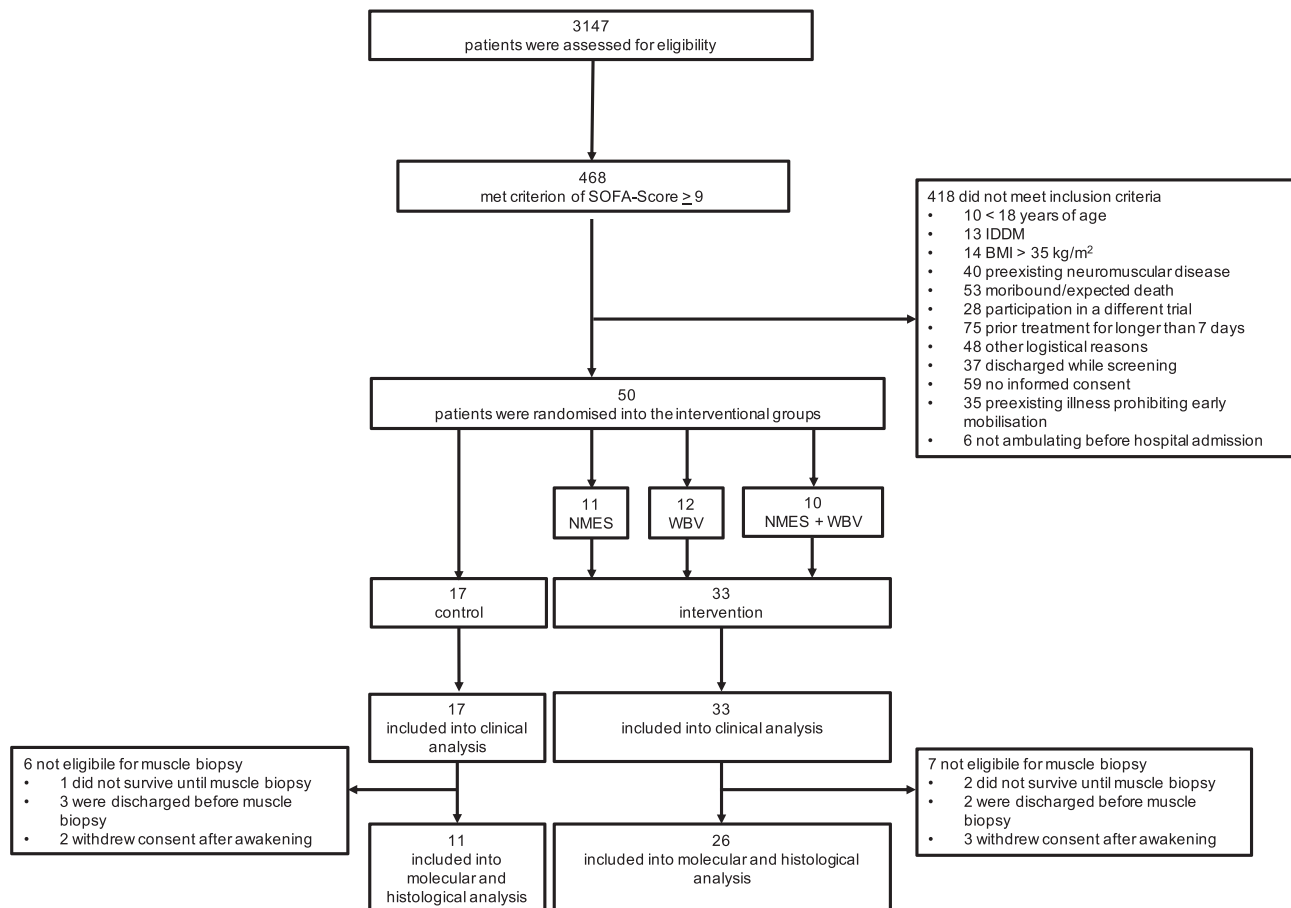 3147
patients were assessed for eligibility
468
met criterion of SOFA-Score ≥ 9
418 did not meet inclusion criteria
• 10 < 18 years of age
• 13 IDDM
• 14 BMI > 35 kg/m²
• 40 preexisting neuromuscular disease
• 53 moribound/expected death
• 28 participation in a different trial
• 75 prior treatment for longer than 7 days
• 48 other logistical reasons
• 37 discharged while screening
• 59 no informed consent
• 35 preexisting illness prohibiting early
mobilisation
• 6 not ambulating before hospital admission
50
patients were randomised into the interventional groups
11
NMES
12
WBV
10
NMES + WBV
17
control
33
intervention
17
included into clinical
analysis
33
included into clinical analysis
6 not eligibile for muscle biopsy
• 1 did not survive until muscle biopsy
• 3 were discharged before muscle
biopsy
• 2 withdrew consent after awakening
7 not eligibile for muscle biopsy
• 2 did not survive until muscle biopsy
• 2 were discharged before muscle
biopsy
• 3 withdrew consent after awakening
11
included into
molecular and
histological analysis
26
included into molecular and histological
analysis